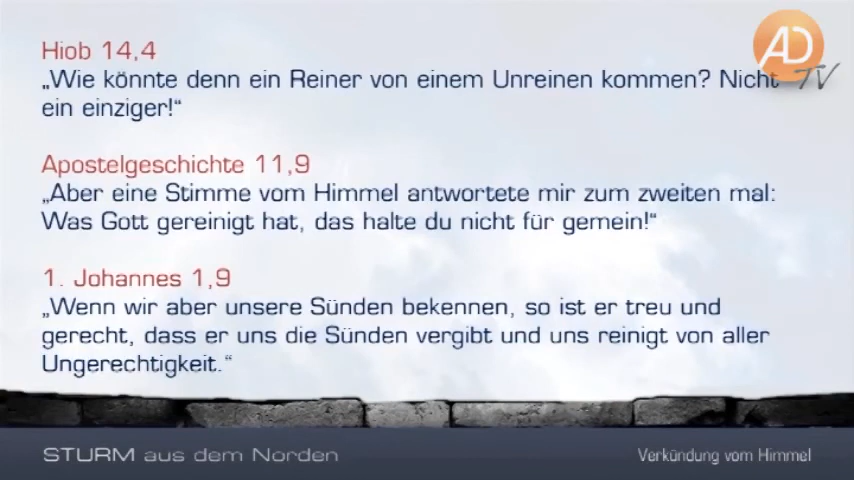 AD
TV
Hiob 14,4
„Wie könnte denn ein Reiner von einem Unreinen kommen? Nicht
ein einziger!“
Apostelgeschichte 11,9
„Aber eine Stimme vom Himmel antwortete mir zum zweiten mal:
Was Gott gereinigt hat, das halte du nicht für gemein!“
1. Johannes 1,9
„Wenn wir aber unsere Sünden bekennen, so ist er treu und
gerecht, dass er uns die Sünden vergibt und uns reinigt von aller
Ungerechtigkeit.“
STURM aus dem Norden
Verkündung vom Himmel